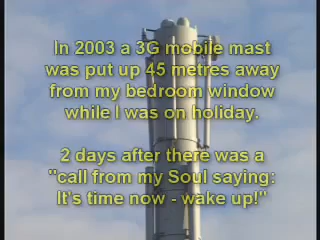 In 2003 a 3G mobile mast
was put up 45 metres away
from my bedroom window
while I was on holiday.
2 days after there was a
"call from my Soul saying:
It's time now - wake up!"